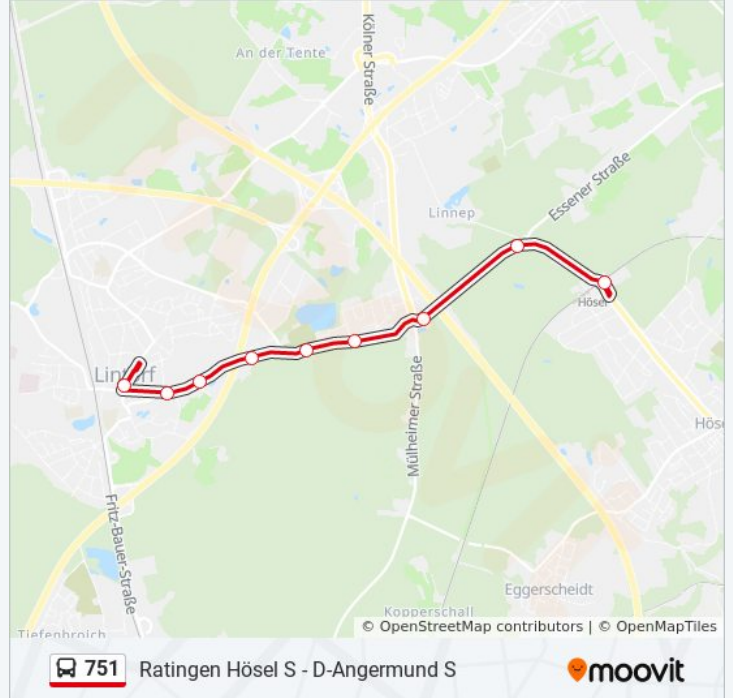 An der Tente
Kölner Straße
Essener Straße
Linnep
Hösel
Mülheimer Straße
Fritz-Bauer-Straße
Eggerscheidt
Kopperschall
© OpenStreetMap contributors | © OpenMapTiles
Tiefenbroich
751 Ratingen Hösel S - D-Angermund S
moovit